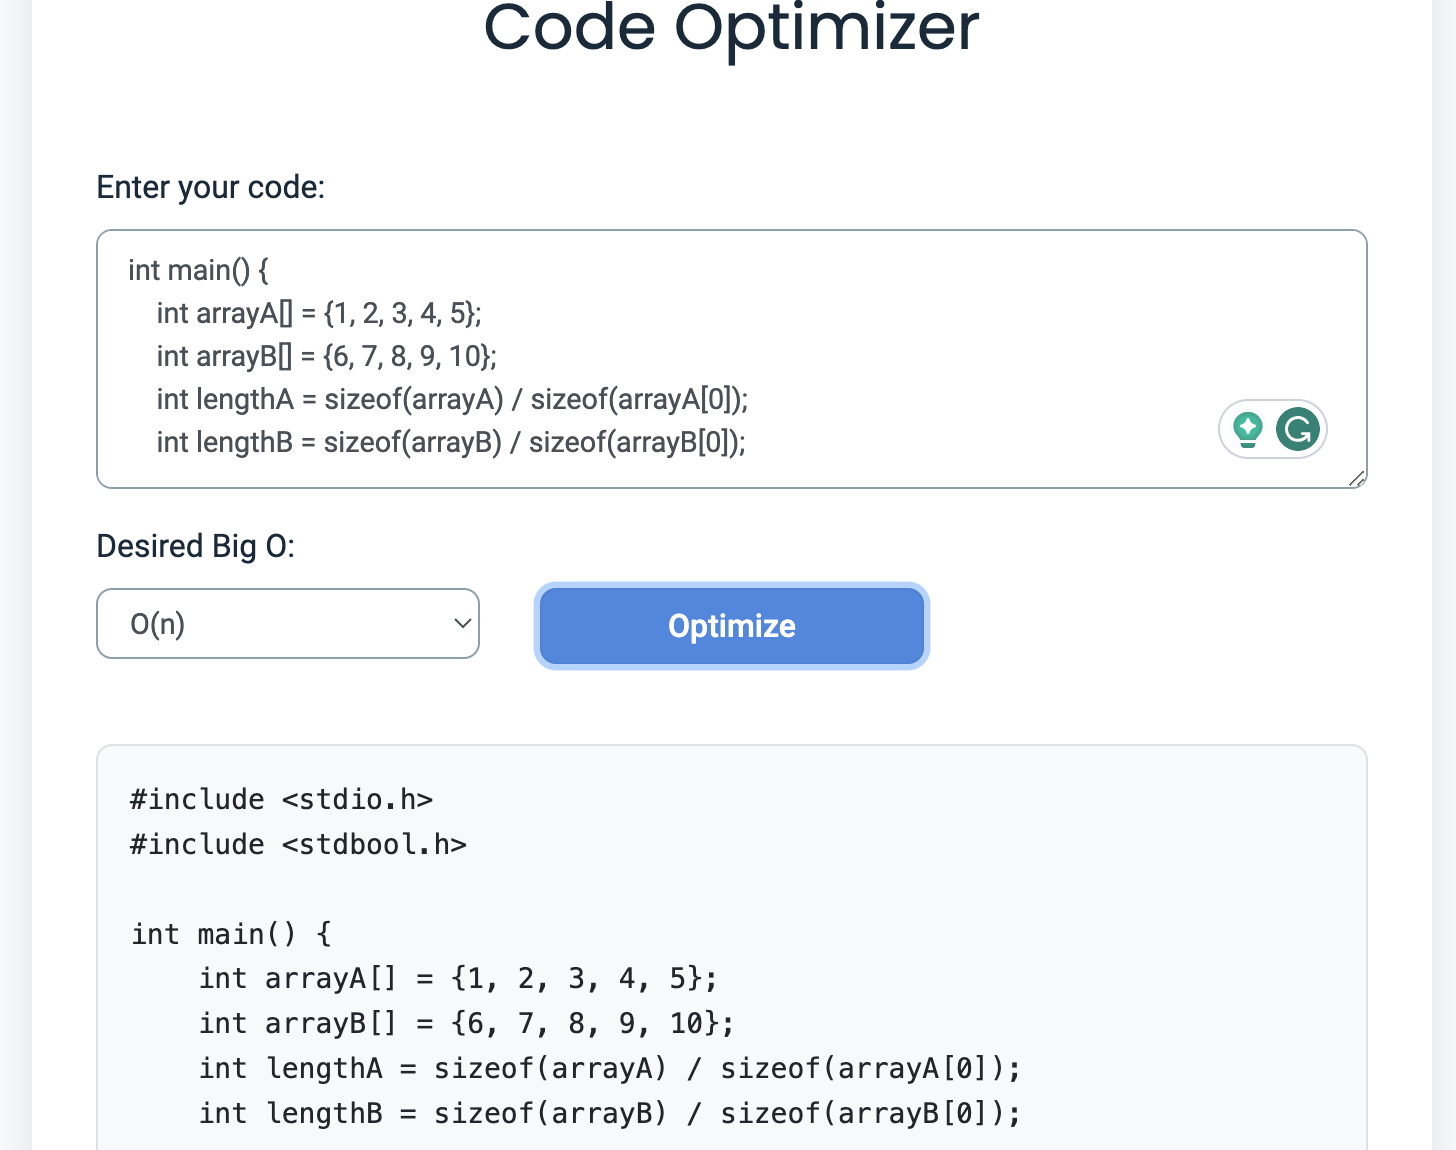 Code Optimizer
Enter your code:
int main() {
    int arrayA[] = {1, 2, 3, 4, 5};
    int arrayB[] = {6, 7, 8, 9, 10};
    int lengthA = sizeof(arrayA) / sizeof(arrayA[0]);
    int lengthB = sizeof(arrayB) / sizeof(arrayB[0]);
Desired Big O:
O(n)
Optimize
#include <stdio.h>
#include <stdbool.h>
int main() {
    int arrayA[] = {1, 2, 3, 4, 5};
    int arrayB[] = {6, 7, 8, 9, 10};
    int lengthA = sizeof(arrayA) / sizeof(arrayA[0]);
    int lengthB = sizeof(arrayB) / sizeof(arrayB[0]);